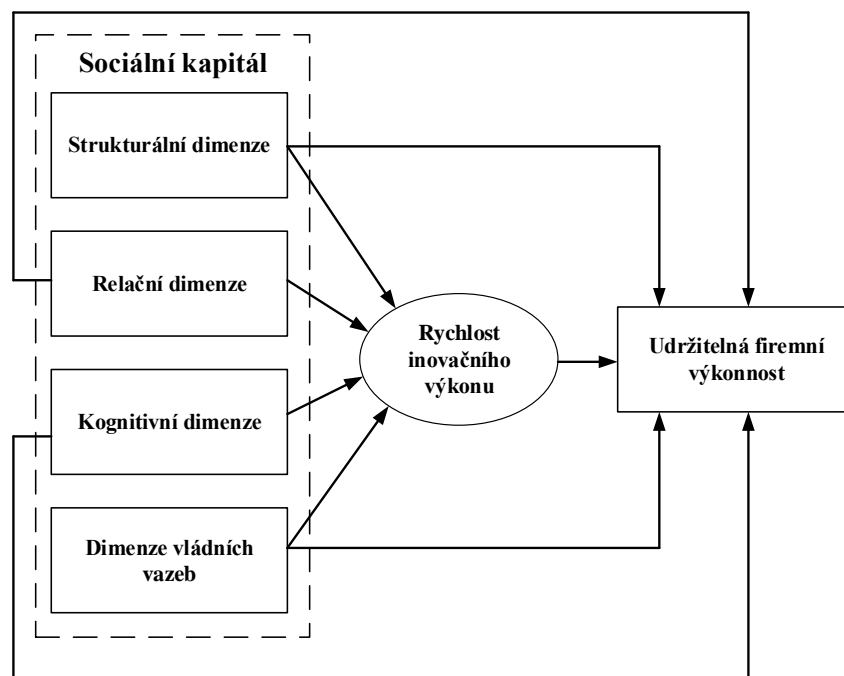 Sociální kapitál
Strukturální dimenze
Relační dimenze
Kognitivní dimenze
Dimenze vládních
vazeb
Rychlost
inovačního
výkonu
Udržitelná firemní
výkonnost